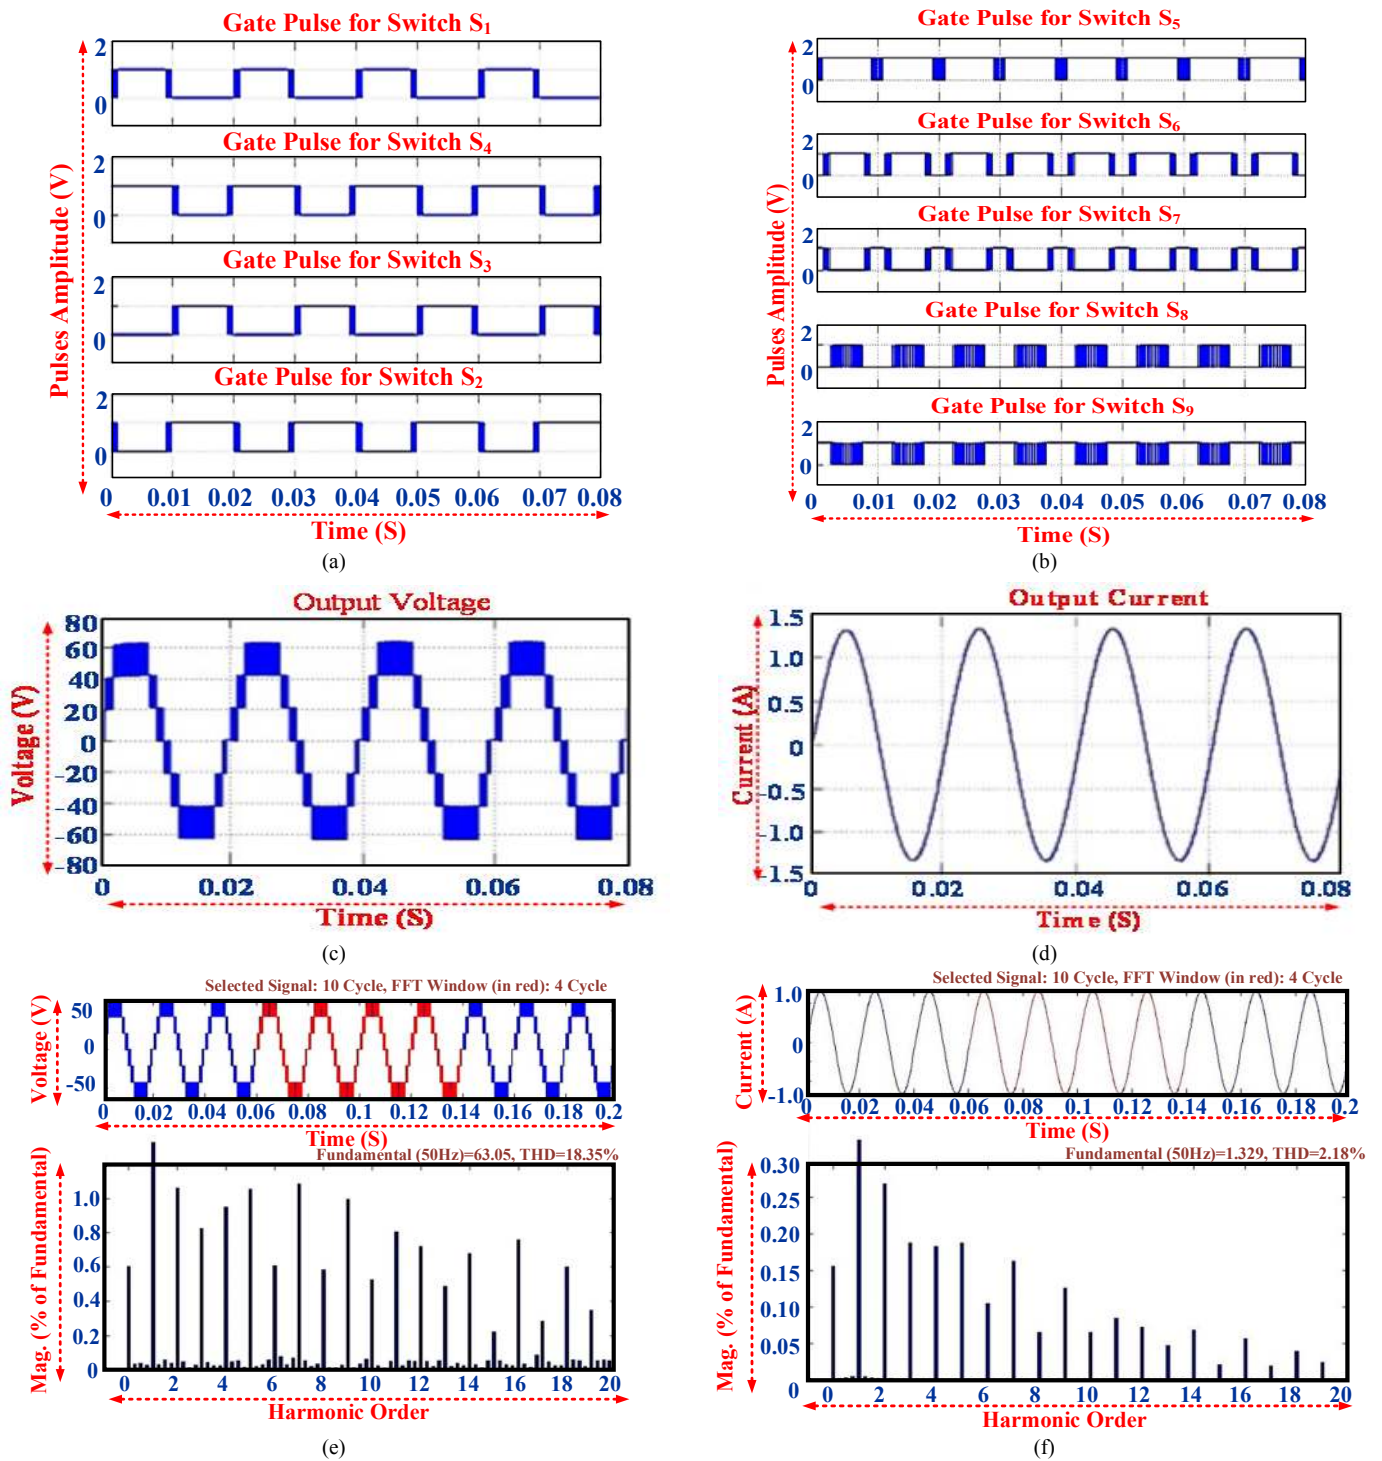 Gate Pulse for Switch S1
2
0
Gate Pulse for Switch S4
2
0
Gate Pulse for Switch S3
2
0
Gate Pulse for Switch S2
2
0
Pulses Amplitude (V)
0 0.01 0.02 0.03 0.04 0.05 0.06 0.07 0.08
Time (S)
(a)
Gate Pulse for Switch S5
2
0
Gate Pulse for Switch S6
2
0
Gate Pulse for Switch S7
2
0
Gate Pulse for Switch S8
2
0
Gate Pulse for Switch S9
2
0
Pulses Amplitude (V)
0 0.01 0.02 0.03 0.04 0.05 0.06 0.07 0.08
Time (S)
(b)
Output Voltage
80
60
40
20
0
-20
-40
-60
-80
Voltage (V)
0 0.02 0.04 0.06 0.08
Time (S)
(c)
Output Current
1.5
1.0
0.5
0
-0.5
-1.0
-1.5
Current (A)
0 0.02 0.04 0.06 0.08
Time (S)
(d)
Selected Signal: 10 Cycle, FFT Window (in red): 4 Cycle
50
0
-50
Voltage (V)
0 0.02 0.04 0.06 0.08 0.10 0.12 0.14 0.16 0.18 0.2
Time (S)
Fundamental (50Hz)=63.05, THD=18.35%
1.0
0.8
0.6
0.4
0.2
0
Mag. (% of Fundamental)
0 2 4 6 8 10 12 14 16 18 20
Harmonic Order
(e)
Selected Signal: 10 Cycle, FFT Window (in red): 4 Cycle
1.0
0
-1.0
Current (A)
0 0.02 0.04 0.06 0.08 0.1 0.12 0.14 0.16 0.18 0.2
Time (S)
Fundamental (50Hz)=1.329, THD=2.18%
0.30
0.25
0.20
0.15
0.10
0.05
0
Mag. (% of Fundamental)
0 2 4 6 8 10 12 14 16 18 20
Harmonic Order
(f)